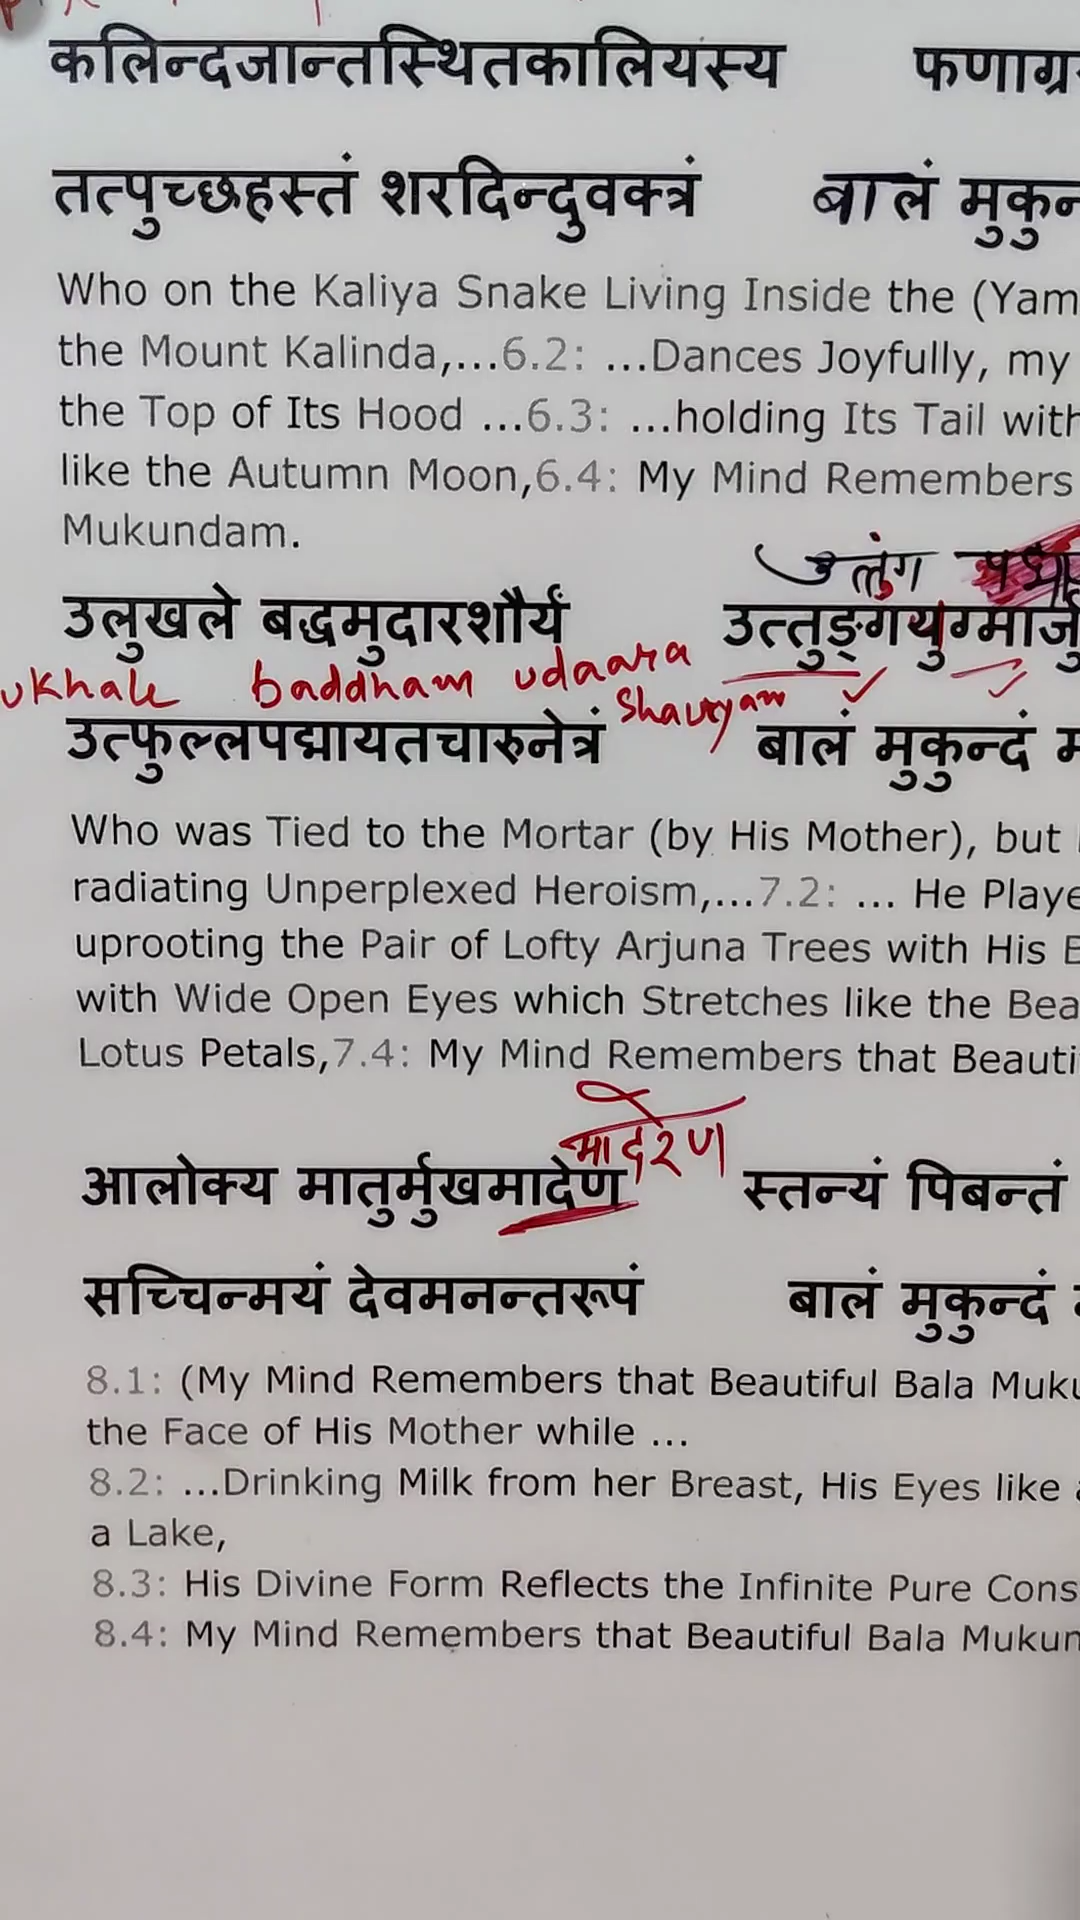 कलिन्दजान्तस्थितकालियस्य फणाग्र
तत्पुच्छहस्तं शरदिन्दुवक्त्रं बालं मुकुन
Who on the Kaliya Snake Living Inside the (Yam
the Mount Kalinda,...6.2: ...Dances Joyfully, my
the Top of Its Hood ...6.3: ...holding Its Tail with
like the Autumn Moon,6.4: My Mind Remembers
Mukundam.
उलुंग
उलुखले बद्धमुदारशौर्यं उत्तुङ्गयुग्मार्जु
ukhale baddham udaara shauryam
उत्फुल्लपद्मायतचारुनेत्रं बालं मुकुन्दं म
Who was Tied to the Mortar (by His Mother), but
radiating Unperplexed Heroism,...7.2: ... He Playe
uprooting the Pair of Lofty Arjuna Trees with His B
with Wide Open Eyes which Stretches like the Bea
Lotus Petals,7.4: My Mind Remembers that Beauti
मादरेण
आलोक्य मातुर्मुखमादेण स्तन्यं पिबन्तं
सच्चिन्मयं देवमनन्तरूपं बालं मुकुन्दं
8.1: (My Mind Remembers that Beautiful Bala Muku
the Face of His Mother while ...
8.2: ...Drinking Milk from her Breast, His Eyes like
a Lake,
8.3: His Divine Form Reflects the Infinite Pure Cons
8.4: My Mind Remembers that Beautiful Bala Mukun